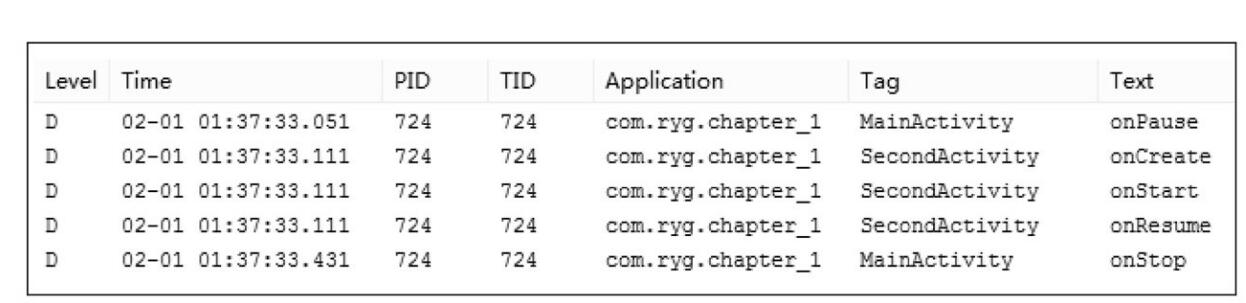 Level Time PID TID Application Tag Text
D 02-01 01:37:33.051 724 724 com.ryg.chapter_1 MainActivity onPause
D 02-01 01:37:33.111 724 724 com.ryg.chapter_1 SecondActivity onCreate
D 02-01 01:37:33.111 724 724 com.ryg.chapter_1 SecondActivity onStart
D 02-01 01:37:33.111 724 724 com.ryg.chapter_1 SecondActivity onResume
D 02-01 01:37:33.431 724 724 com.ryg.chapter_1 MainActivity onStop